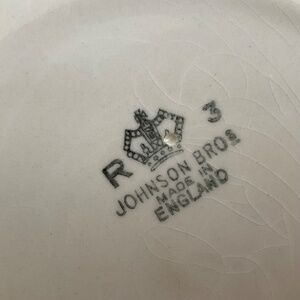 R 3
JOHNSON BROS
MADE IN
ENGLAND